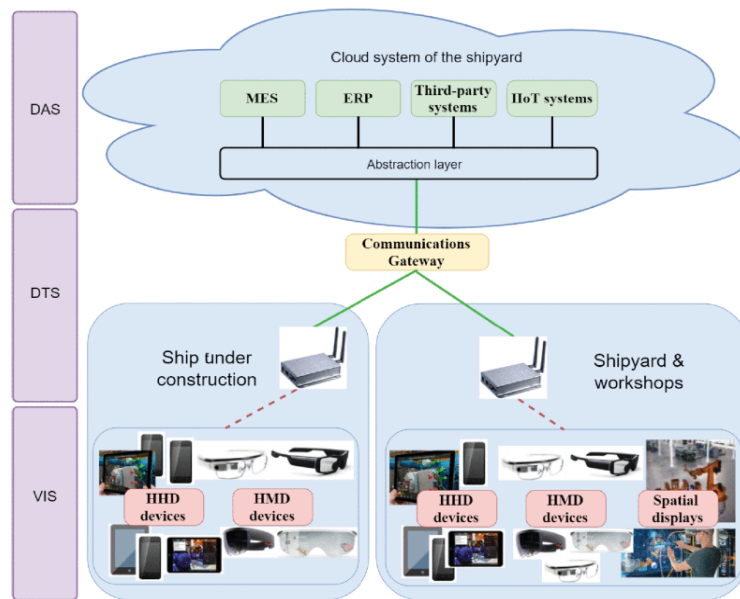 DAS
Cloud system of the shipyard
MES
ERP
Third-party
systems
IIoT systems
Abstraction layer
DTS
Communications
Gateway
Ship under
construction
Shipyard &
workshops
VIS
HHD
devices
HMD
devices
HHD
devices
HMD
devices
Spatial
displays